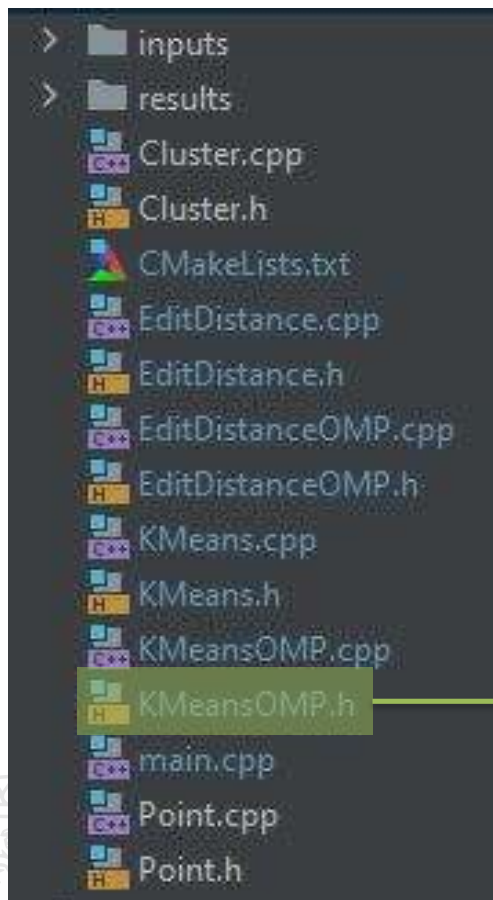 inputs
results
C++ Cluster.cpp
H Cluster.h
CMakeLists.txt
C++ EditDistance.cpp
H EditDistance.h
C++ EditDistanceOMP.cpp
H EditDistanceOMP.h
C++ KMeans.cpp
H KMeans.h
C++ KMeansOMP.cpp
H KMeansOMP.h
C++ main.cpp
C++ Point.cpp
H Point.h